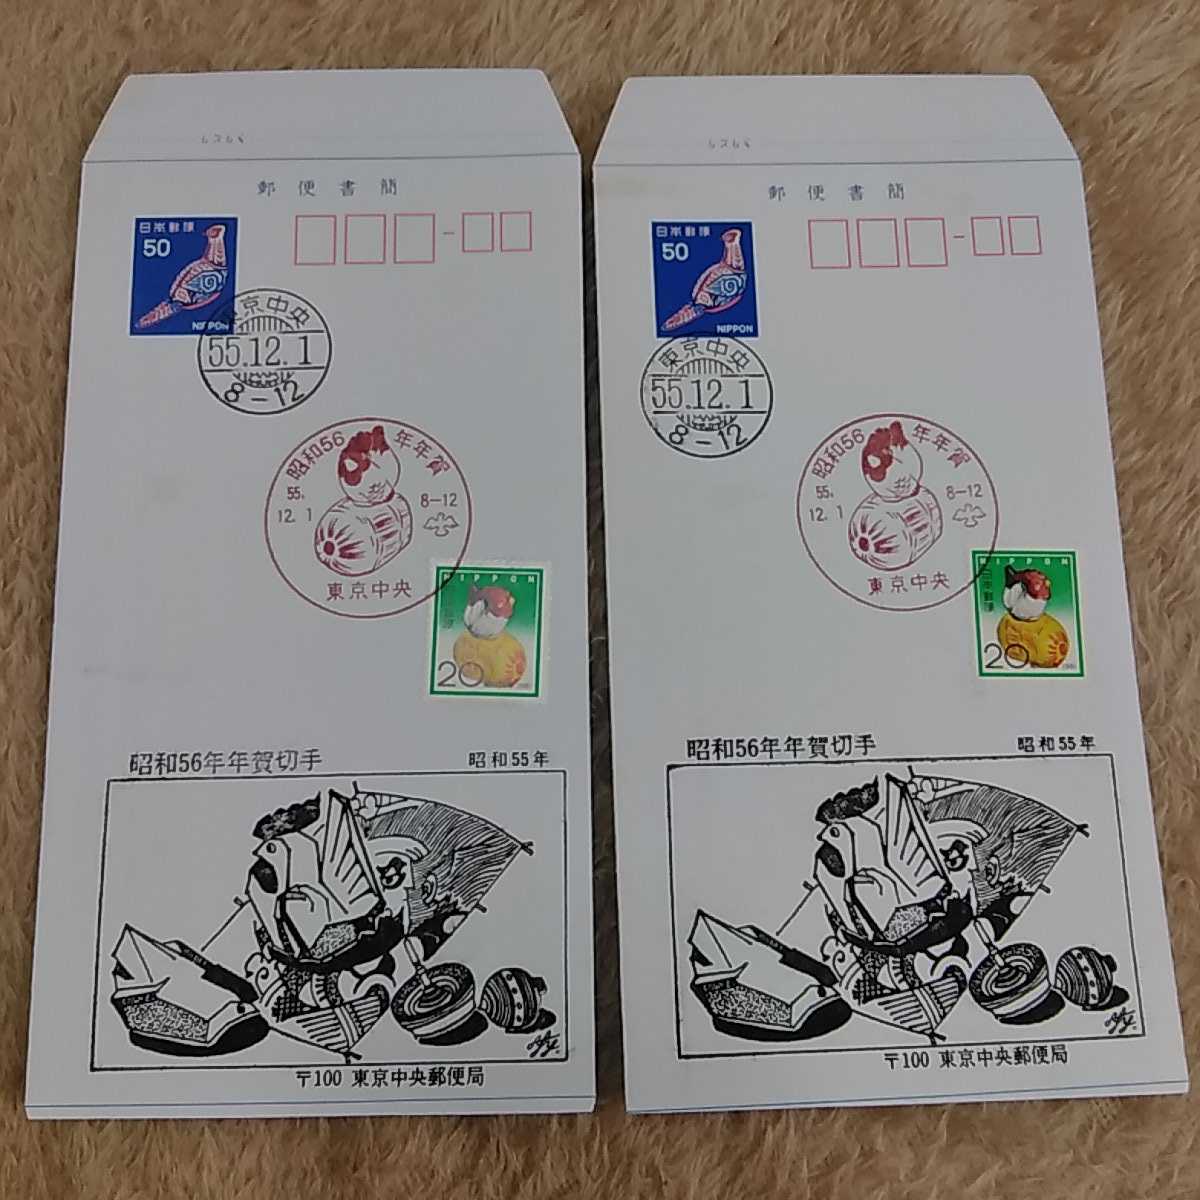 郵便書簡
日本郵便
50
NIPPON
東京中央
55.12.1
8-12
昭和56年年賀
55.
12.1
8-12
東京中央
NIPPON
20
昭和56年年賀切手
昭和55年
〒100 東京中央郵便局
郵便書簡
日本郵便
50
NIPPON
東京中央
55.12.1
8-12
昭和56年年賀
55.
12.1
8-12
東京中央
NIPPON
日本郵便
20
昭和56年年賀切手
昭和55年
〒100 東京中央郵便局